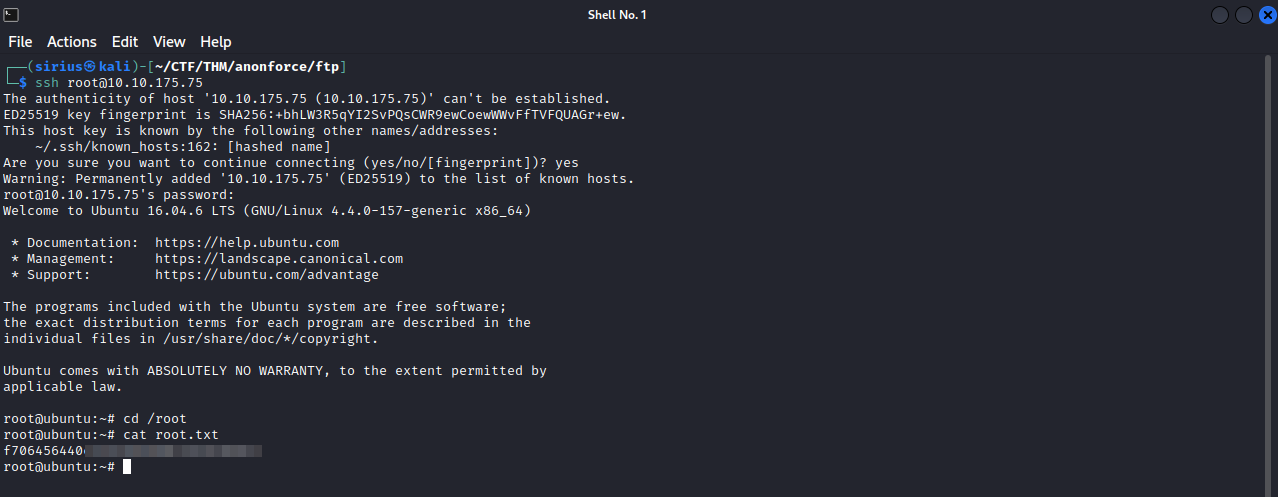 Shell No. 1
File Actions Edit View Help
┌──(sirius㉿kali)-[~/CTF/THM/anonforce/ftp]
└─$ ssh root@10.10.175.75
The authenticity of host '10.10.175.75 (10.10.175.75)' can't be established.
ED25519 key fingerprint is SHA256:+bhLW3R5qYI2SvPQsCWR9ewCoewWWvFfTVFQUAGr+ew.
This host key is known by the following other names/addresses:
    ~/.ssh/known_hosts:162: [hashed name]
Are you sure you want to continue connecting (yes/no/[fingerprint])? yes
Warning: Permanently added '10.10.175.75' (ED25519) to the list of known hosts.
root@10.10.175.75's password:
Welcome to Ubuntu 16.04.6 LTS (GNU/Linux 4.4.0-157-generic x86_64)

 * Documentation:  https://help.ubuntu.com
 * Management:     https://landscape.canonical.com
 * Support:        https://ubuntu.com/advantage

The programs included with the Ubuntu system are free software;
the exact distribution terms for each program are described in the
individual files in /usr/share/doc/*/copyright.

Ubuntu comes with ABSOLUTELY NO WARRANTY, to the extent permitted by
applicable law.

root@ubuntu:~# cd /root
root@ubuntu:~# cat root.txt
f706456440
root@ubuntu:~#